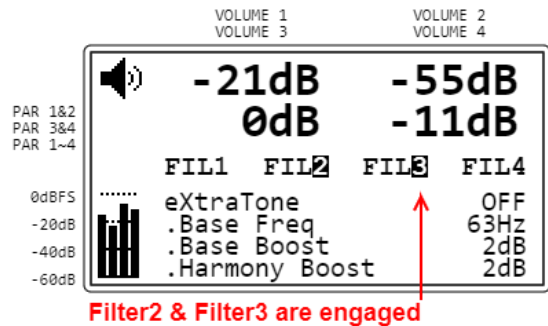 VOLUME 1 VOLUME 2
VOLUME 3 VOLUME 4
-21dB -55dB
0dB -11dB
PAR 1&2
PAR 3&4
PAR 1~4
FIL1 FIL2 FIL3 FIL4
0dBFS
-20dB
-40dB
-60dB
eXtraTone OFF
.Base Freq 63Hz
.Base Boost 2dB
.Harmony Boost 2dB
Filter2 & Filter3 are engaged